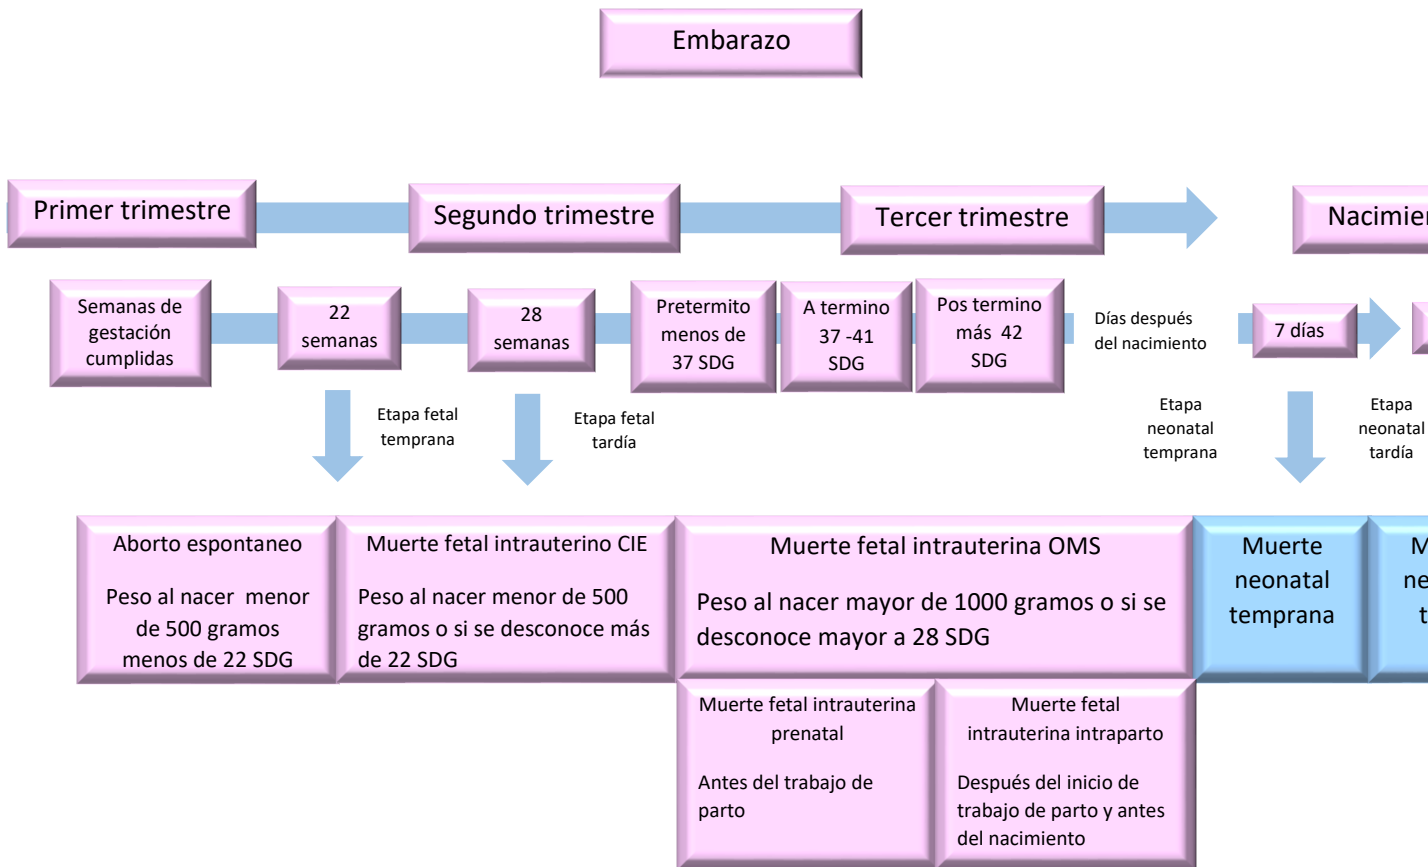 Embarazo
Primer trimestre
Segundo trimestre
Tercer trimestre
Semanas de
gestación
cumplidas
22
semanas
28
semanas
Pretermito
menos de
37 SDG
A termino
37 -41
SDG
Pos termino
más 42
SDG
Días después
del nacimiento
7 días
Etapa fetal
temprana
Etapa fetal
tardía
Etapa
neonatal
temprana
Etapa
neonatal
tardía
Aborto espontaneo
Peso al nacer menor
de 500 gramos
menos de 22 SDG
Muerte fetal intrauterino CIE
Peso al nacer menor de 500
gramos o si se desconoce más
de 22 SDG
Muerte fetal intrauterina OMS
Peso al nacer mayor de 1000 gramos o si se
desconoce mayor a 28 SDG
Muerte
neonatal
temprana
Muerte fetal intrauterina
prenatal
Antes del trabajo de
parto
Muerte fetal
intrauterina intraparto
Después del inicio de
trabajo de parto y antes
del nacimiento